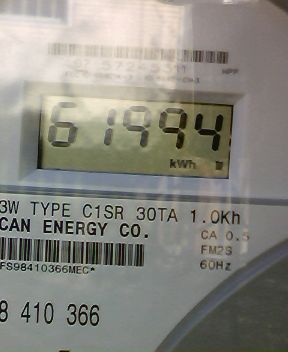 61994
kWh
3W TYPE C1SR 30TA 1.0Kh
CAN ENERGY CO.
CA 0.5
FM2S
60Hz
FS98410366MEC*
8 410 366